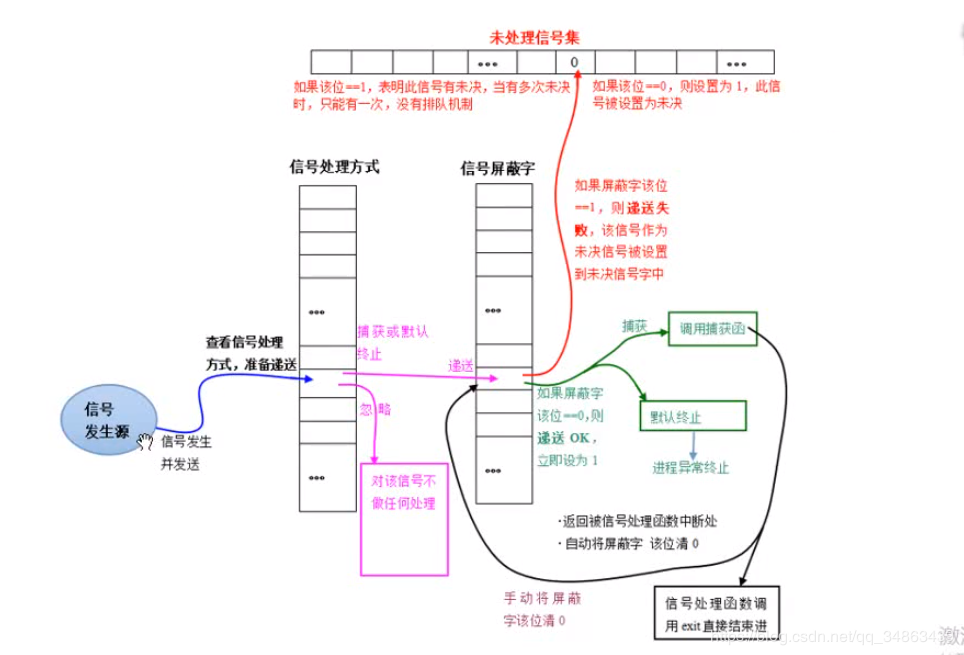 未处理信号集
0
如果该位==1，表明此信号有未决，当有多次未决
时，只能有一次，没有排队机制
如果该位==0，则设置为 1，此信
号被设置为未决
信号处理方式
信号屏蔽字
如果屏蔽字该位
==1，则递送失
败，该信号作为
未决信号被设置
到未决信号字中
查看信号处理
方式，准备递送
捕获或默认
终止
递送
捕获
调用捕获函
忽略
如果屏蔽字
该位==0,则
递送 OK，
立即设为 1
默认终止
进程异常终止
信号
发生源
信号发生
并发送
对该信号不
做任何处理
·返回被信号处理函数中断处
·自动将屏蔽字 该位清 0
手动将屏蔽
字该位清 0
信号处理函数调
用 exit 直接结束进